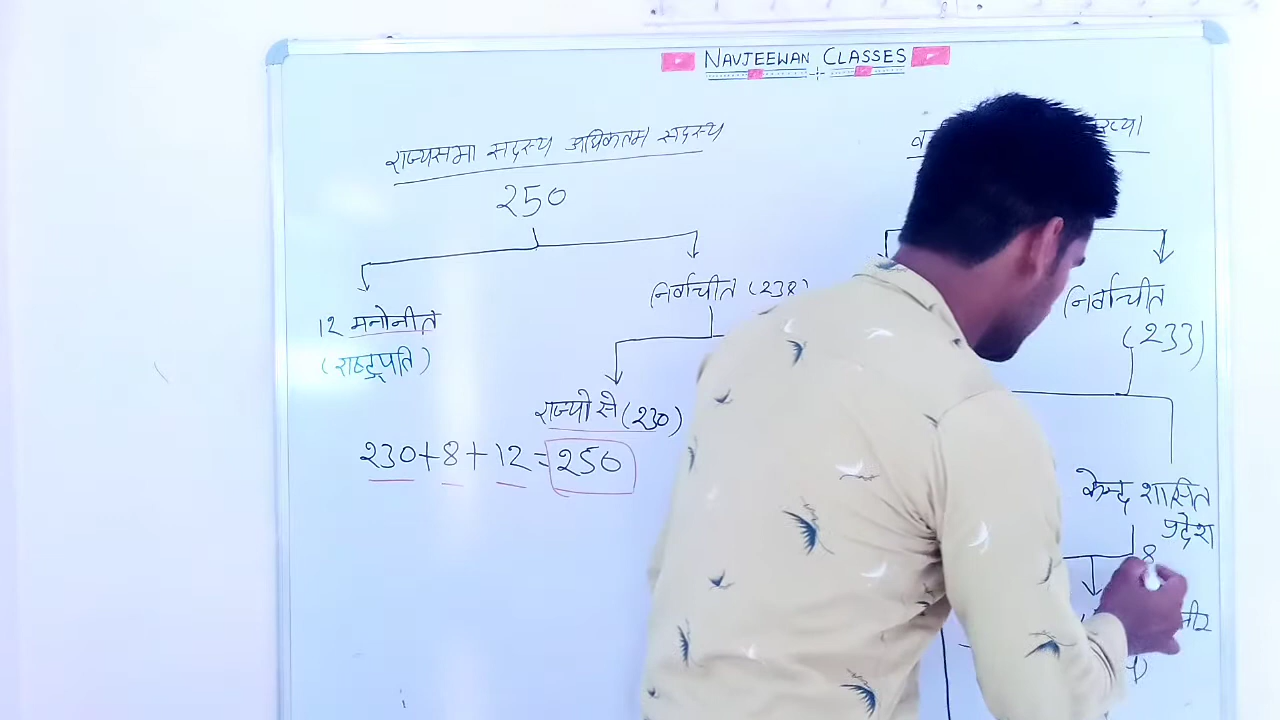 NAVJEEWAN CLASSES
राज्यसभा सदस्य अधिकतम सदस्य
250
12 मनोनीत
(राष्ट्रपति)
निर्वाचीत (238)
राज्यो से (230)
230+8+12=250
निर्वाचीत
(233)
केन्द्र शासित
प्रदेश
8